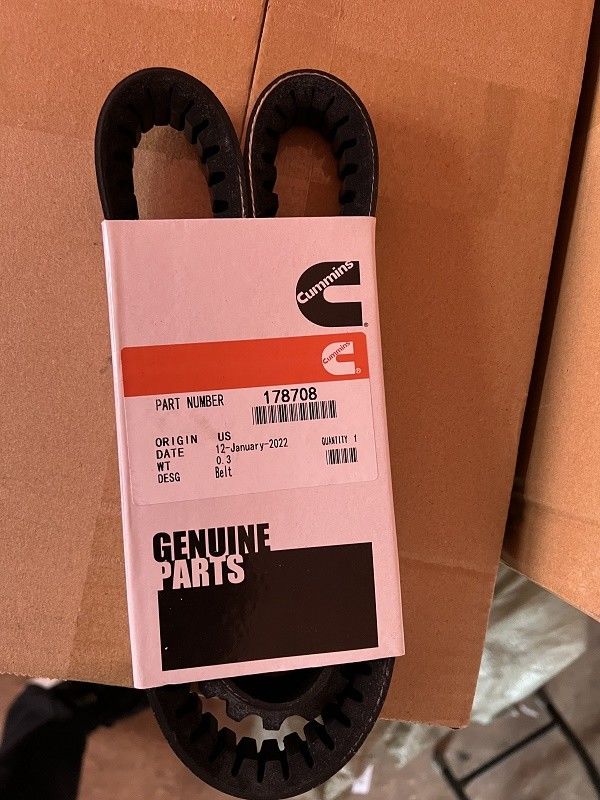 Cummins
®
Cummins
®
PART NUMBER 178708
ORIGIN US
DATE 12-January-2022 QUANTITY 1
WT 0.3
DESG Belt
GENUINE
PARTS